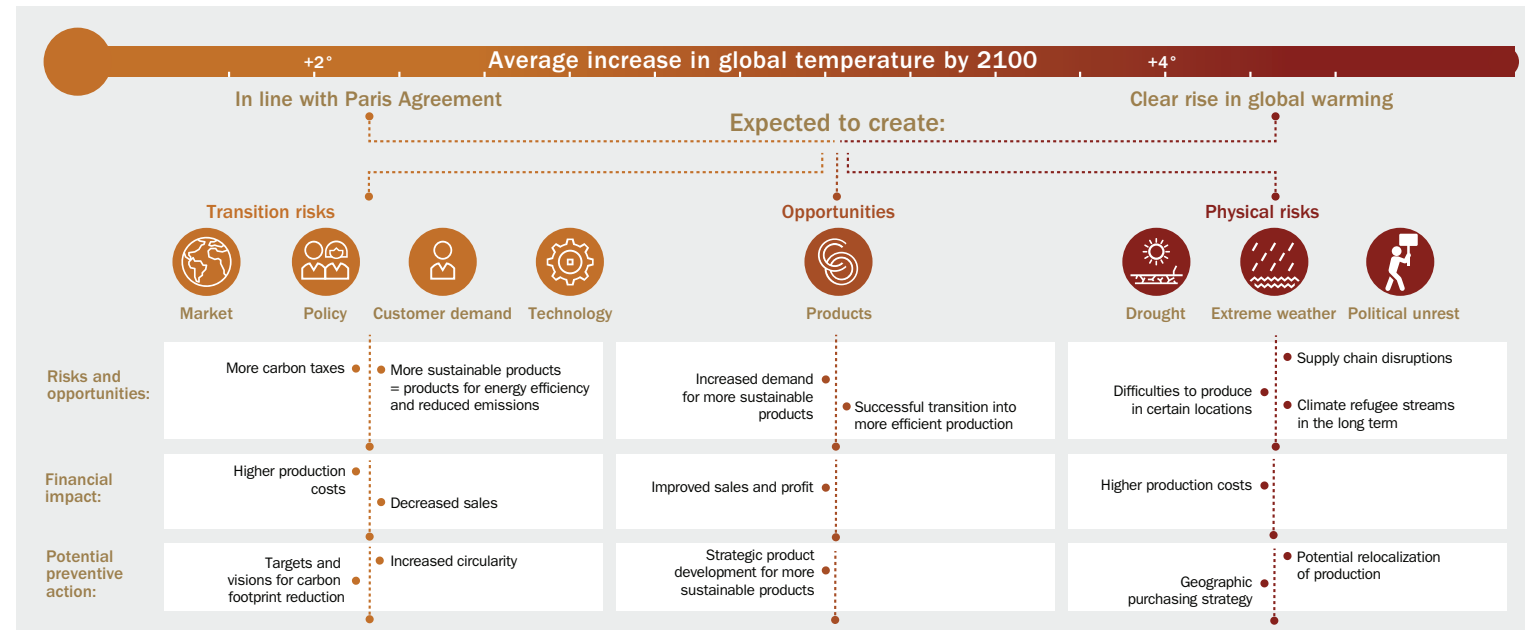 +2°
Average increase in global temperature by 2100
+4°
In line with Paris Agreement
Clear rise in global warming
Expected to create:
Transition risks
Opportunities
Physical risks
Market
Policy
Customer demand
Technology
Products
Drought
Extreme weather
Political unrest
Risks and
opportunities:
More carbon taxes
More sustainable products
= products for energy efficiency
and reduced emissions
Increased demand
for more sustainable
products
Successful transition into
more efficient production
Difficulties to produce
in certain locations
Supply chain disruptions
Climate refugee streams
in the long term
Financial
impact:
Higher production
costs
Decreased sales
Improved sales and profit
Higher production costs
Potential
preventive
action:
Targets and
visions for carbon
footprint reduction
Increased circularity
Strategic product
development for more
sustainable products
Geographic
purchasing strategy
Potential relocalization
of production